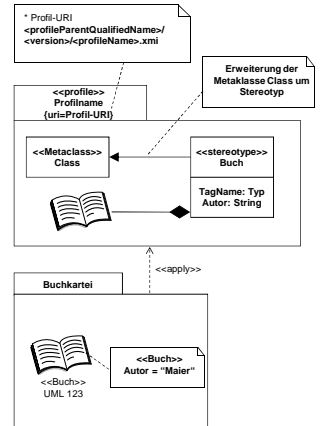 * Profil-URI
<profileParentQualifiedName>/
<version>/<profileName>.xmi
Erweiterung der
Metaklasse Class um
Stereotyp
<<profile>>
Profilname
{uri=Profil-URI}
<<Metaclass>>
Class
<<stereotype>>
Buch
TagName: Typ
Autor: String
<<apply>>
Buchkartei
<<Buch>>
Autor = "Maier"
<<Buch>>
UML 123